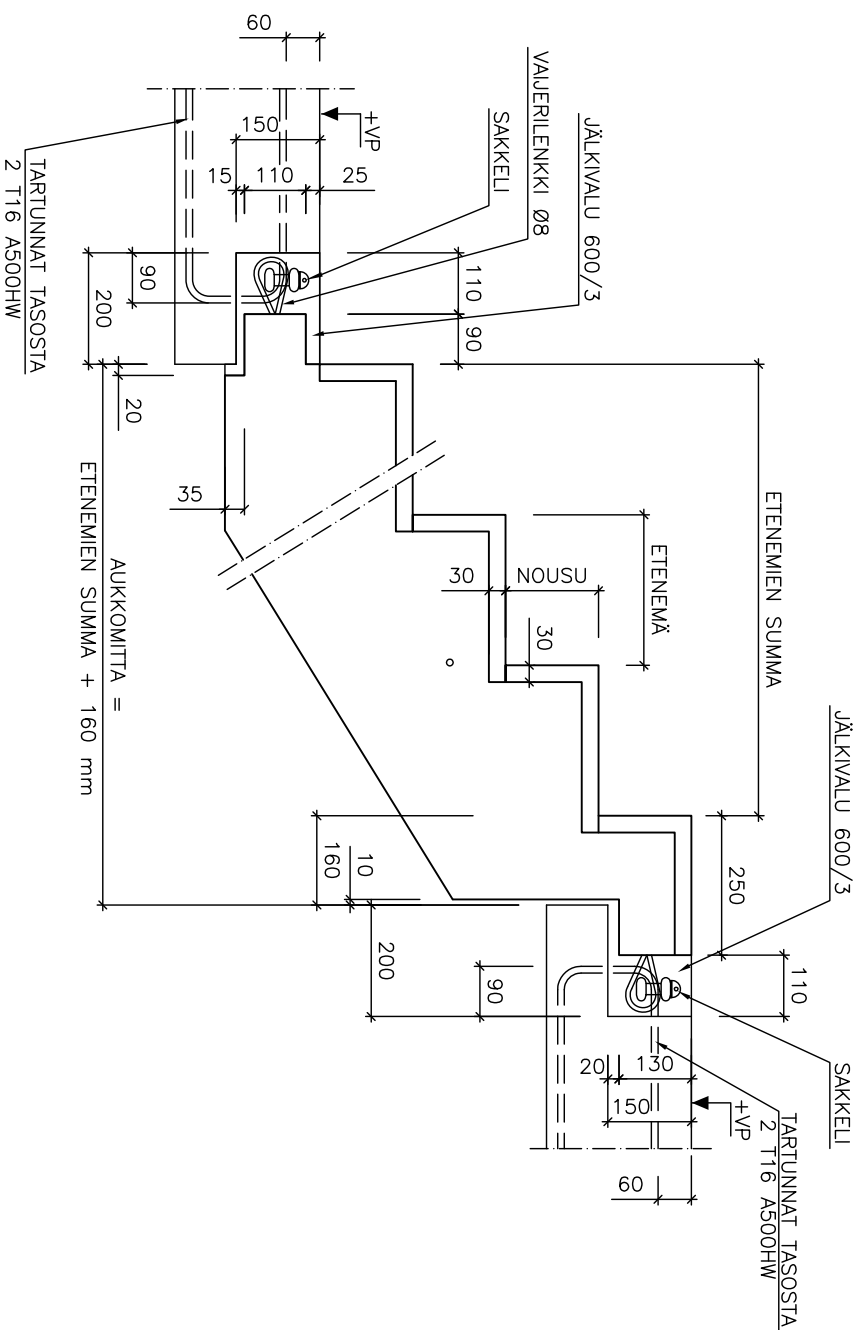 JÄLKIVALU 600/3
SAKKELI
TARTUNNAT TASOSTA
2 T16 A500HW
ETENEMIEN SUMMA
250
110
+VP
130
20
150
60
ETENEMÄ
NOUSU
30
30
10
160
200
90
JÄLKIVALU 600/3
VAIJERILENKKI Ø8
SAKKELI
110
90
+VP
60
150
25
110
15
90
200
20
35
TARTUNNAT TASOSTA
2 T16 A500HW
AUKKOMITTA =
ETENEMIEN SUMMA + 160 mm